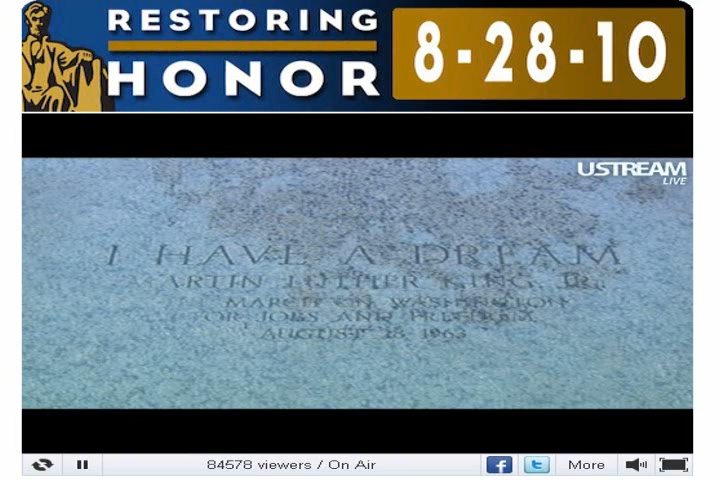 RESTORING
HONOR
8-28-10
USTREAM
LIVE
I HAVE A DREAM
MARTIN LUTHER KING, JR.
MARCH ON WASHINGTON
FOR JOBS AND FREEDOM
AUGUST 28, 1963
84578 viewers / On Air
f
t
More